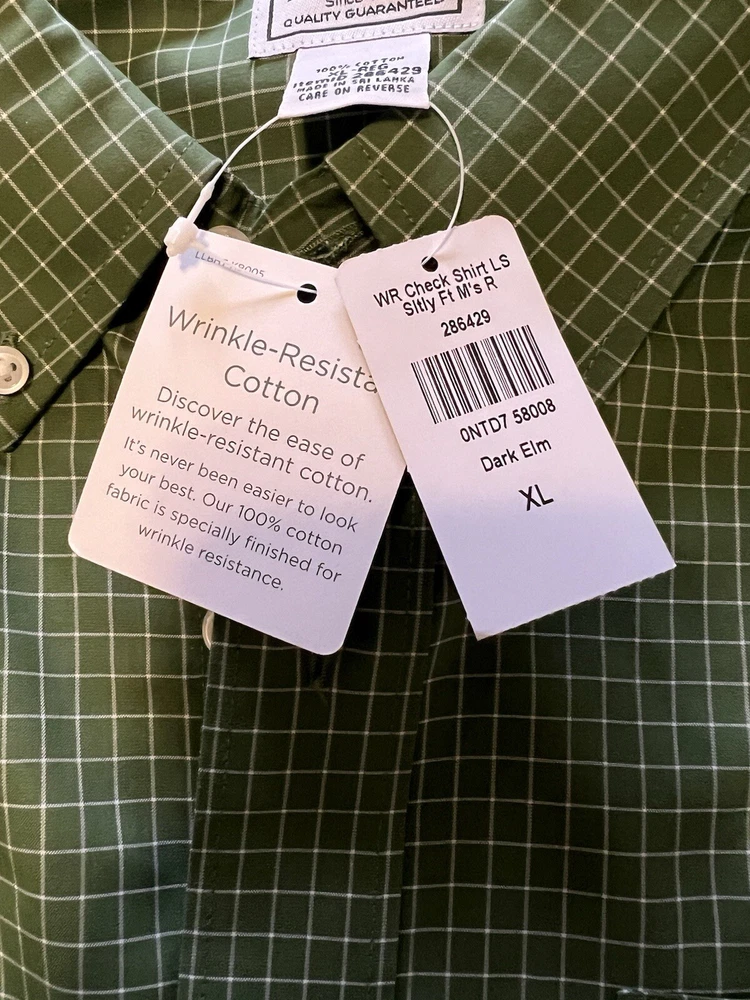 QUALITY GUARANTEED
100% COTTON
XL-REG
ItemID 286429
MADE IN SRI LANKA
CARE ON REVERSE
Wrinkle-Resista
Cotton
Discover the ease of
wrinkle-resistant cotton.
It's never been easier to look
your best. Our 100% cotton
fabric is specially finished for
wrinkle resistance.
WR Check Shirt LS
Sltly Ft M's R
286429
0NTD7 58008
Dark Elm
XL